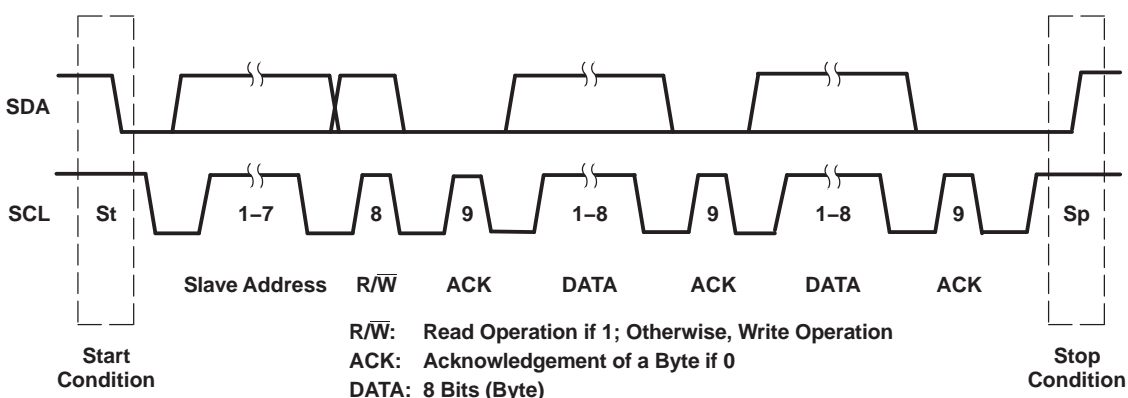 SDA
SCL St 1–7 8 9 1–8 9 1–8 9 Sp
Slave Address R/W̅ ACK DATA ACK DATA ACK
R/W̅: Read Operation if 1; Otherwise, Write Operation
ACK: Acknowledgement of a Byte if 0
DATA: 8 Bits (Byte)
Start
Condition
Stop
Condition